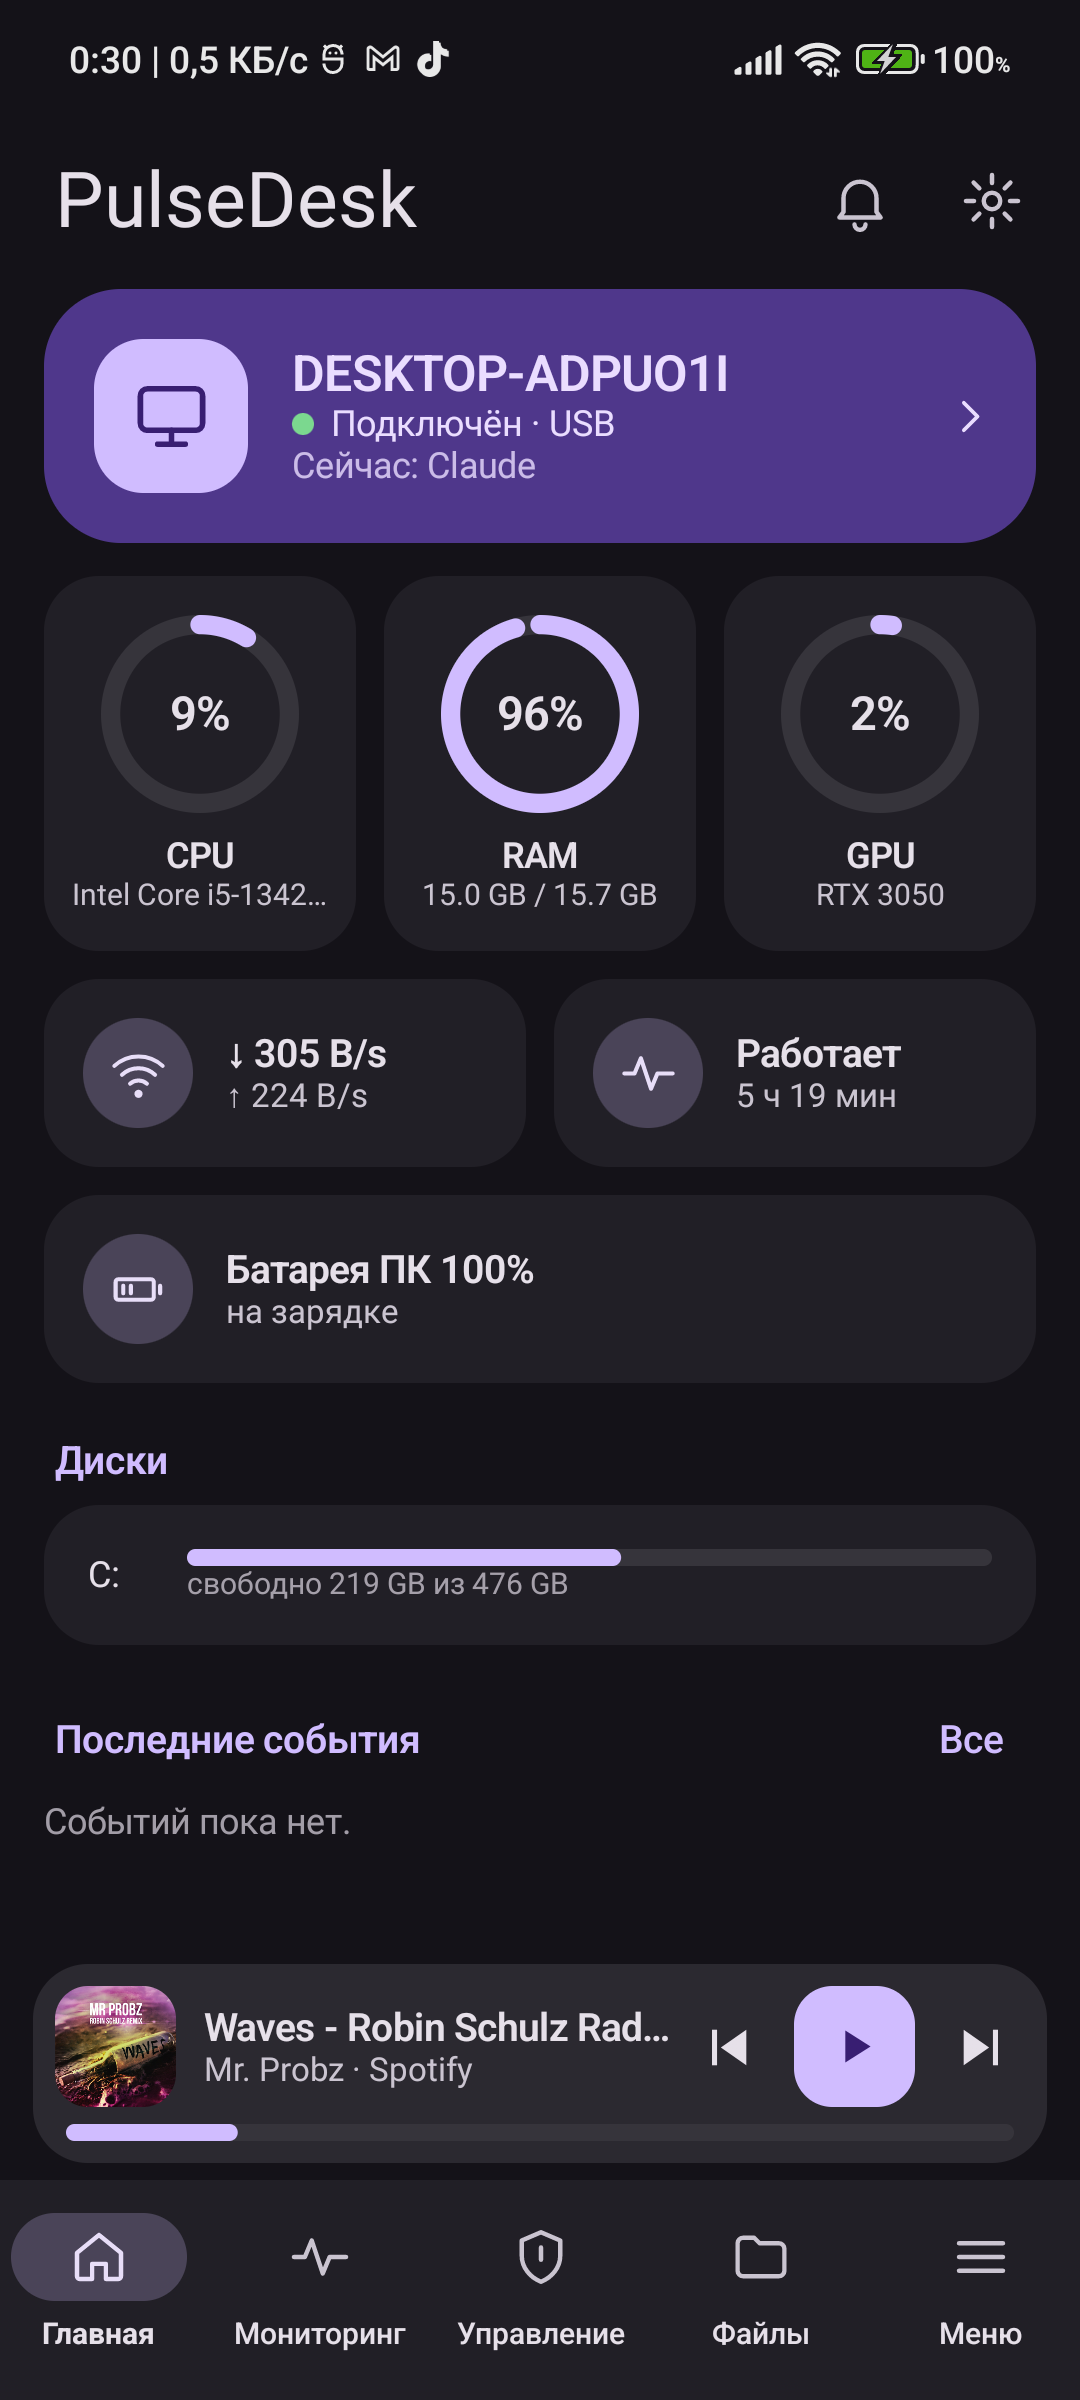 0:30 | 0,5 КБ/с
100%
PulseDesk
DESKTOP-ADPUO1I
Подключён · USB
Сейчас: Claude
9%
96%
2%
CPU
RAM
GPU
Intel Core i5-1342...
15.0 GB / 15.7 GB
RTX 3050
↓ 305 B/s
↑ 224 B/s
Работает
5 ч 19 мин
Батарея ПК 100%
на зарядке
Диски
C:
свободно 219 GB из 476 GB
Последние события
Все
Событий пока нет.
MR PROBZ
ROBIN SCHULZ REMIX
WAVES
Waves - Robin Schulz Rad...
Mr. Probz · Spotify
Главная
Мониторинг
Управление
Файлы
Меню